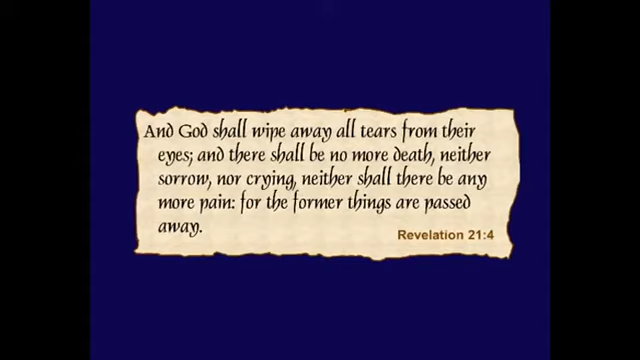 And God shall wipe away all tears from their
eyes; and there shall be no more death, neither
sorrow, nor crying, neither shall there be any
more pain: for the former things are passed
away.
Revelation 21:4